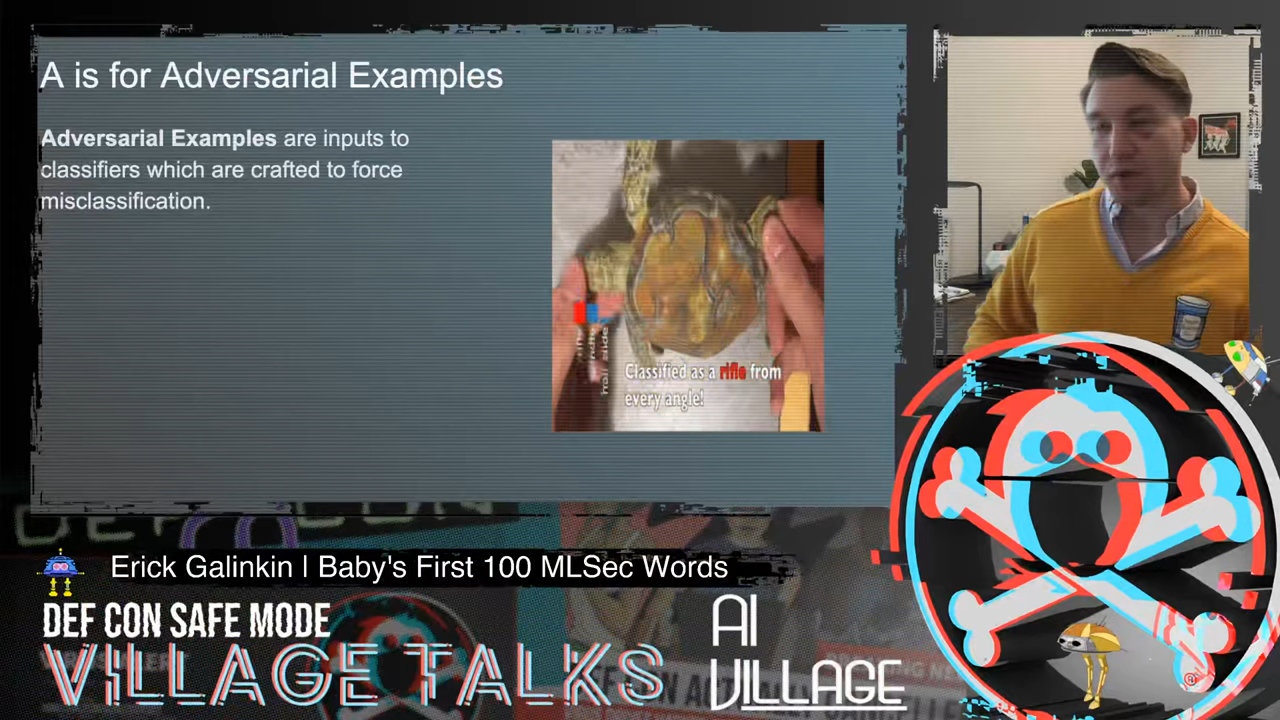 A is for Adversarial Examples
Adversarial Examples are inputs to
classifiers which are crafted to force
misclassification.
rifle
Classified as a rifle from
every angle!
Erick Galinkin | Baby's First 100 MLSec Words
DEF CON SAFE MODE
VILLAGE TALKS
AI
VILLAGE